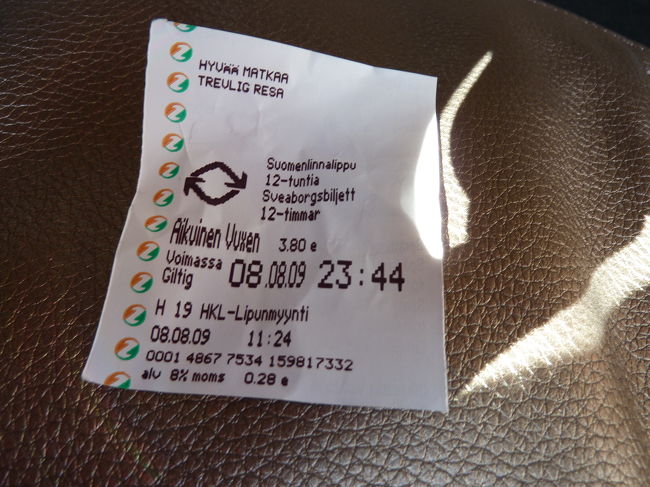 HYVÄÄ MATKAA
TREVLIG RESA
Suomenlinnalippu
12-tuntia
Sveaborgsbiljett
12-timmar
Aikuinen Vuxen 3.80 e
Voimassa
Giltig 08.08.09 23:44
H 19 HKL-Lipunmyynti
08.08.09 11:24
0001 4867 7534 159817332
alv 8% moms 0.28 e